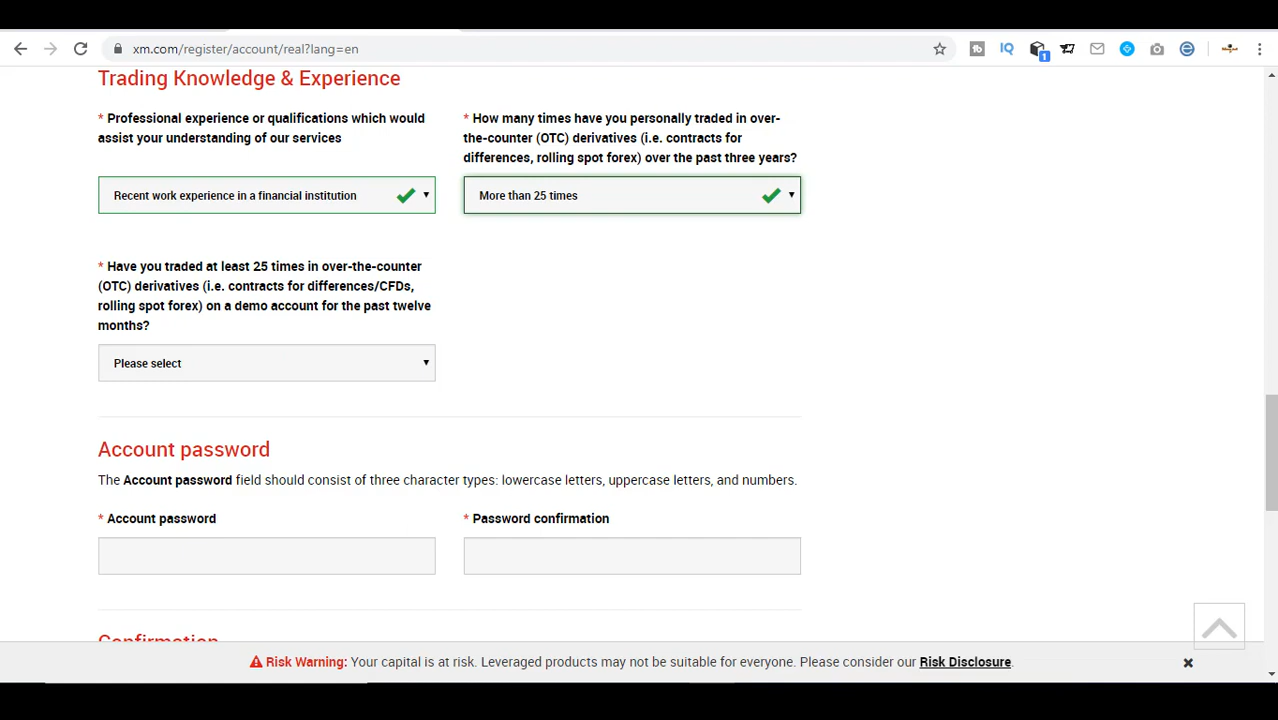 xm.com/register/account/real?lang=en
IQ
1
Trading Knowledge & Experience
* Professional experience or qualifications which would
assist your understanding of our services
* How many times have you personally traded in over-
the-counter (OTC) derivatives (i.e. contracts for
differences, rolling spot forex) over the past three years?
Recent work experience in a financial institution
More than 25 times
* Have you traded at least 25 times in over-the-counter
(OTC) derivatives (i.e. contracts for differences/CFDs,
rolling spot forex) on a demo account for the past twelve
months?
Please select
Account password
The Account password field should consist of three character types: lowercase letters, uppercase letters, and numbers.
* Account password
* Password confirmation
Confirmation
Risk Warning: Your capital is at risk. Leveraged products may not be suitable for everyone. Please consider our Risk Disclosure.